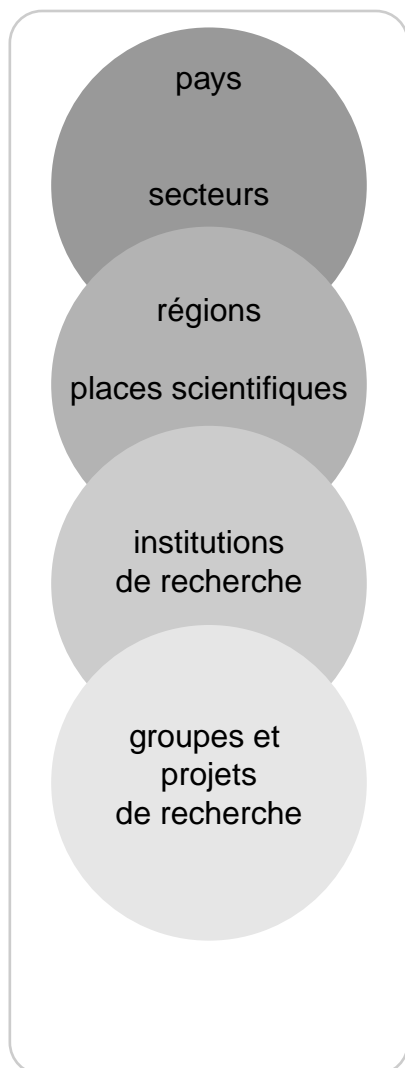 pays
secteurs
régions
places scientifiques
institutions
de recherche
groupes et
projets
de recherche